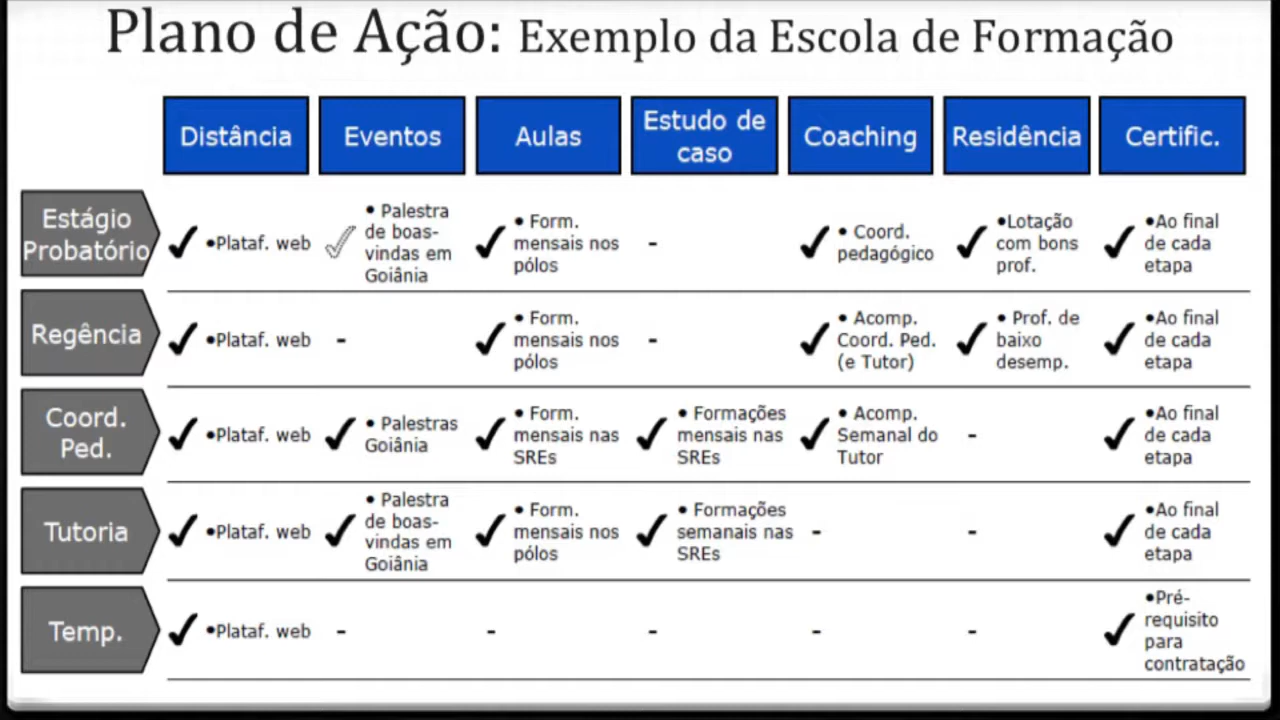 Plano de Ação: Exemplo da Escola de Formação
Distância
Eventos
Aulas
Estudo de
caso
Coaching
Residência
Certific.
Estágio
Probatório
✔ •Plataf. web
✔ • Palestra
de boas-
vindas em
Goiânia
✔ • Form.
mensais nos
pólos
-
✔ • Coord.
pedagógico
✔ •Lotação
com bons
prof.
✔ •Ao final
de cada
etapa
Regência
✔ •Plataf. web
-
✔ • Form.
mensais nos
pólos
-
✔ • Acomp.
Coord. Ped.
(e Tutor)
✔ • Prof. de
baixo
desemp.
✔ •Ao final
de cada
etapa
Coord.
Ped.
✔ •Plataf. web
✔ • Palestras
Goiânia
✔ • Form.
mensais nas
SREs
✔ • Formações
mensais nas
SREs
✔ • Acomp.
Semanal do
Tutor
-
✔ •Ao final
de cada
etapa
Tutoria
✔ •Plataf. web
✔ • Palestra
de boas-
vindas em
Goiânia
✔ • Form.
mensais nos
pólos
✔ • Formações
semanais nas
SREs
-
-
✔ •Ao final
de cada
etapa
Temp.
✔ •Plataf. web
-
-
-
-
-
✔ •Pré-
requisito
para
contratação